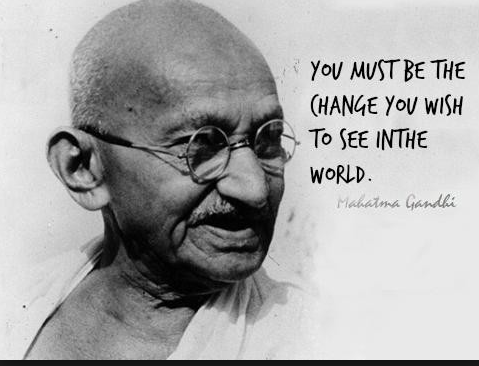 YOU MUST BE THE
CHANGE YOU WISH
TO SEE INTHE
WORLD.
Mahatma Gandhi